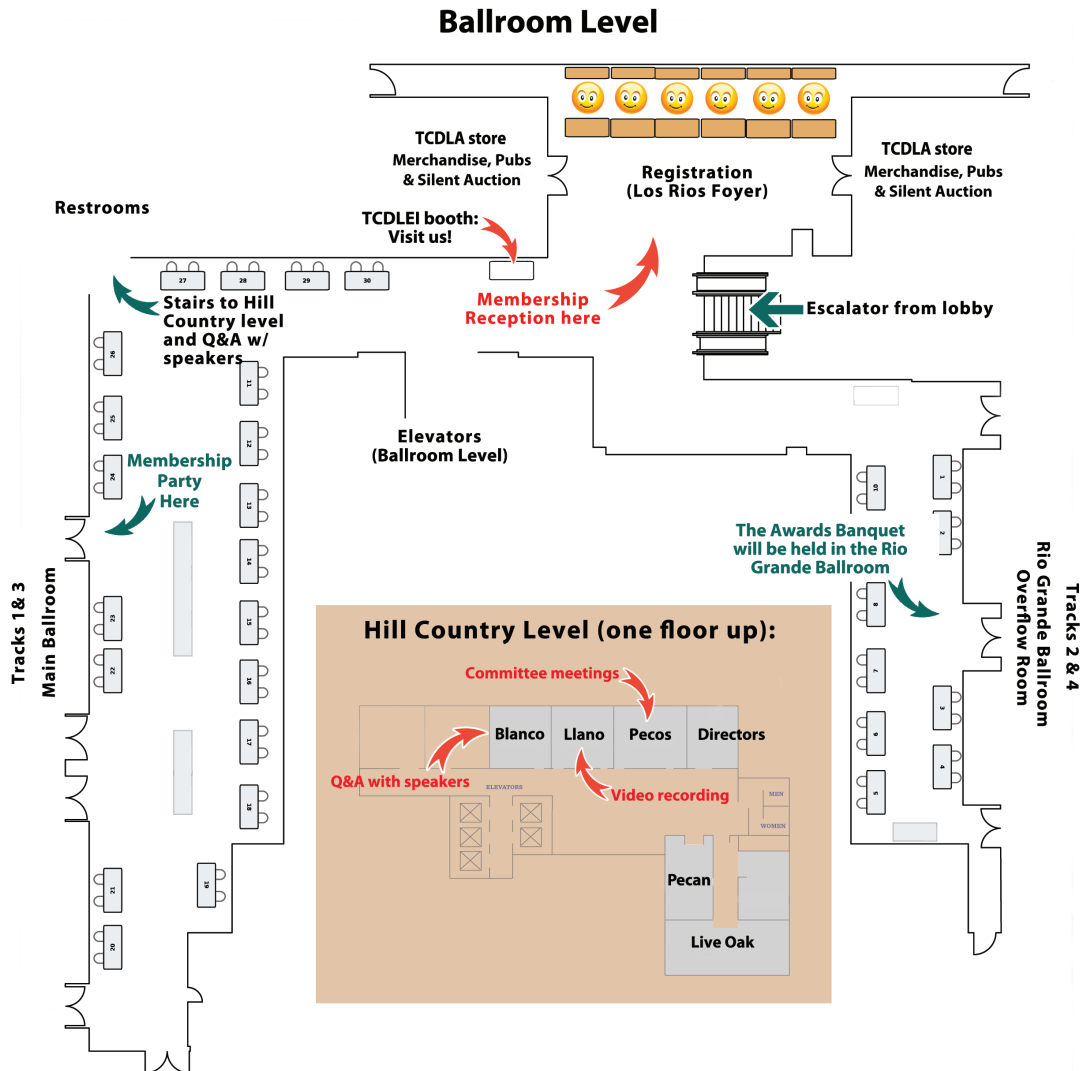 Ballroom Level
TCDLA store
Merchandise, Pubs
& Silent Auction
Registration
(Los Rios Foyer)
TCDLA store
Merchandise, Pubs
& Silent Auction
Restrooms
TCDLEI booth:
Visit us!
27
28
29
30
Membership
Reception here
Escalator from lobby
Stairs to Hill
Country level
and Q&A w/
speakers
26
25
24
11
12
13
14
15
16
17
18
19
Elevators
(Ballroom Level)
Membership
Party
Here
23
22
21
20
Tracks 1& 3
Main Ballroom
10
1
2
The Awards Banquet
will be held in the Rio
Grande Ballroom
8
7
6
5
3
4
Tracks 2 & 4
Rio Grande Ballroom
Overflow Room
Hill Country Level (one floor up):
Committee meetings
Blanco
Llano
Pecos
Directors
Q&A with speakers
Video recording
ELEVATORS
MEN
WOMEN
Pecan
Live Oak